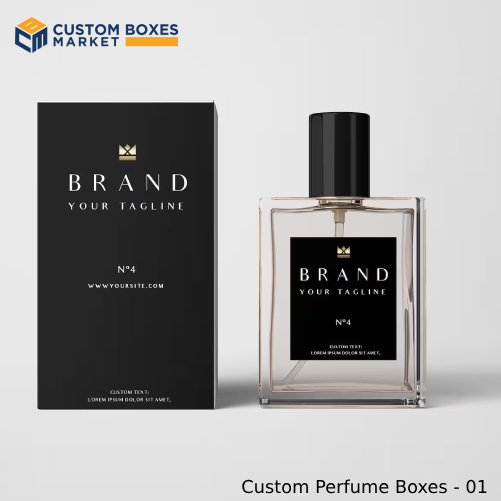 CUSTOM BOXES
MARKET
BRAND
YOUR TAGLINE
Nº4
WWW.YOURSITE.COM
CUSTOM TEXT:
LOREM IPSUM DOLOR SIT AMET,
BRAND
YOUR TAGLINE
Nº4
CUSTOM TEXT:
LOREM IPSUM DOLOR SIT AMET,
Custom Perfume Boxes - 01